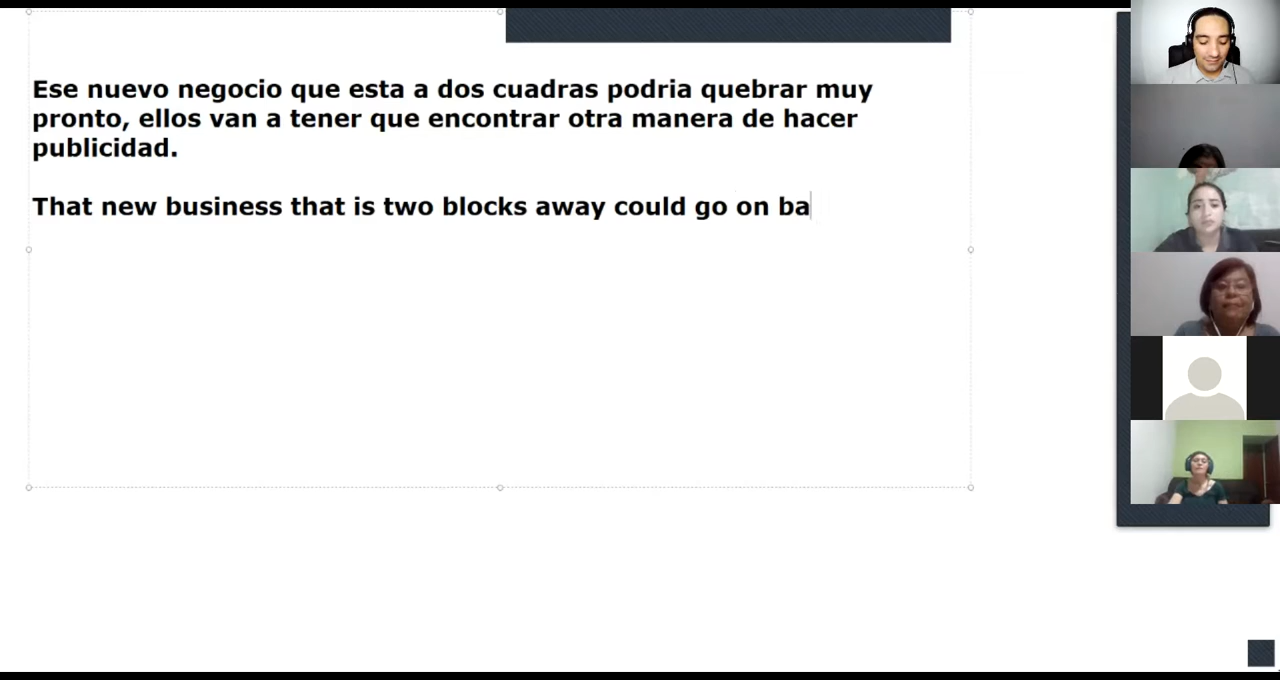 Ese nuevo negocio que esta a dos cuadras podria quebrar muy
pronto, ellos van a tener que encontrar otra manera de hacer
publicidad.
That new business that is two blocks away could go on ba